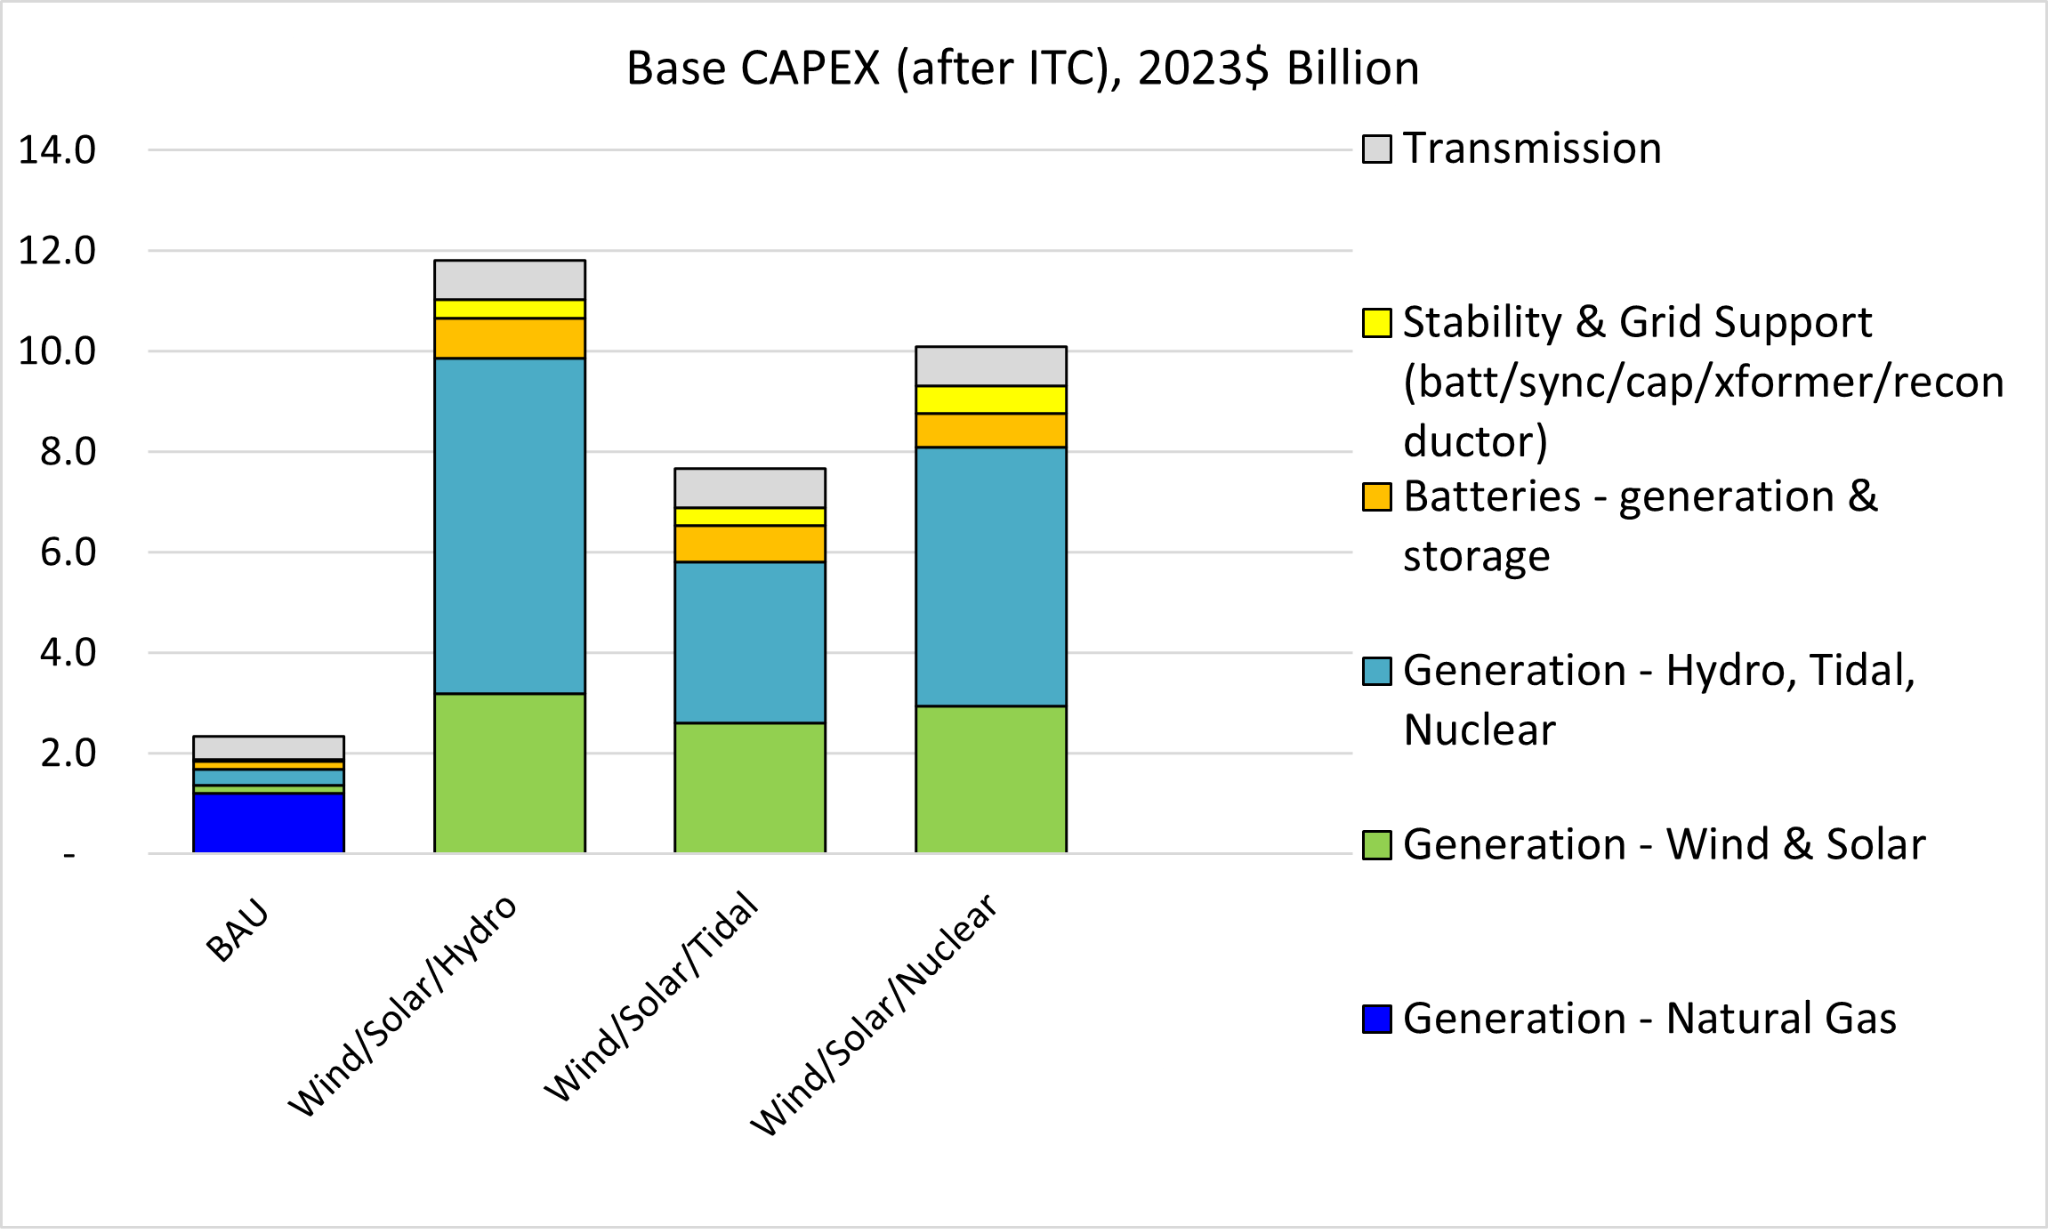 Base CAPEX (after ITC), 2023$ Billion
14.0
12.0
10.0
8.0
6.0
4.0
2.0
-
BAU
Wind/Solar/Hydro
Wind/Solar/Tidal
Wind/Solar/Nuclear
Transmission
Stability & Grid Support
(batt/sync/cap/xformer/recon
ductor)
Batteries - generation &
storage
Generation - Hydro, Tidal,
Nuclear
Generation - Wind & Solar
Generation - Natural Gas